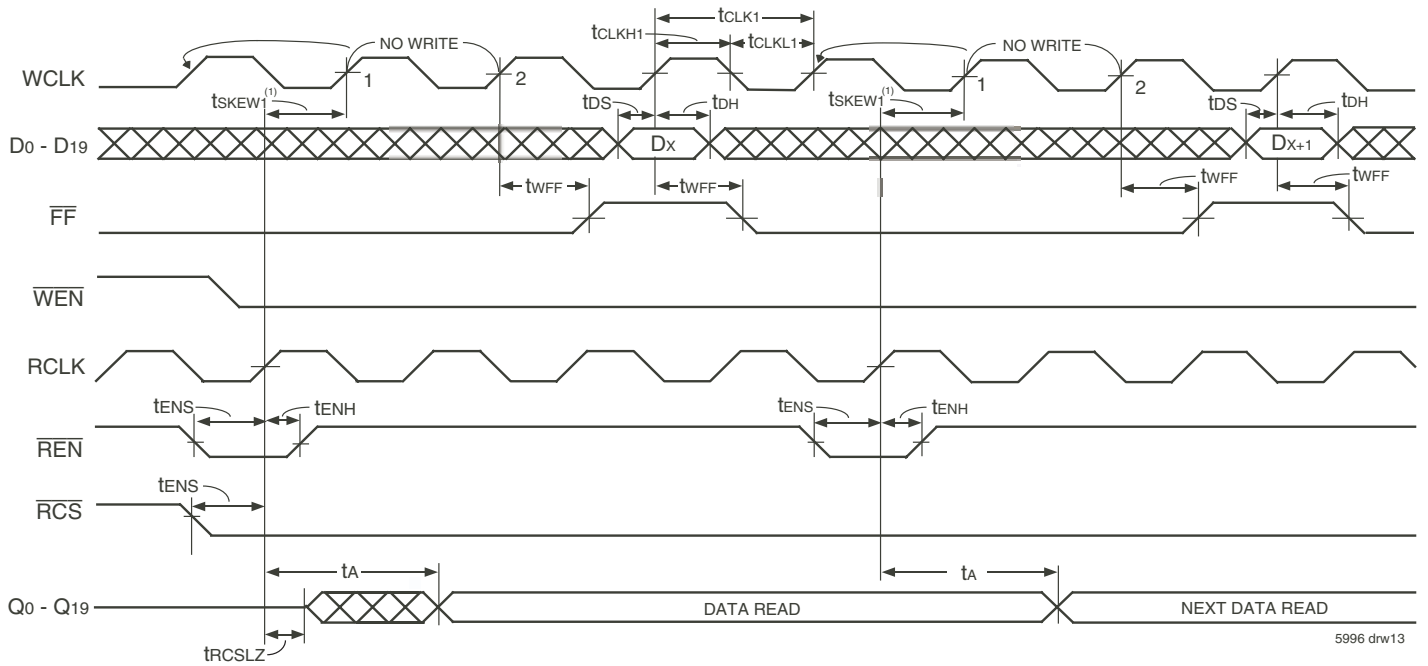 tCLK1
NO WRITE
tCLKH1
tCLKL1
NO WRITE
WCLK
1
2
1
2
tSKEW1(1)
tDS
tDH
tSKEW1(1)
tDS
tDH
D0 - D19
DX
DX+1
tWFF
tWFF
tWFF
tWFF
FF
WEN
RCLK
tENS
tENH
tENS
tENH
REN
tENS
RCS
tA
tA
Q0 - Q19
DATA READ
NEXT DATA READ
tRCSLZ
5996 drw13